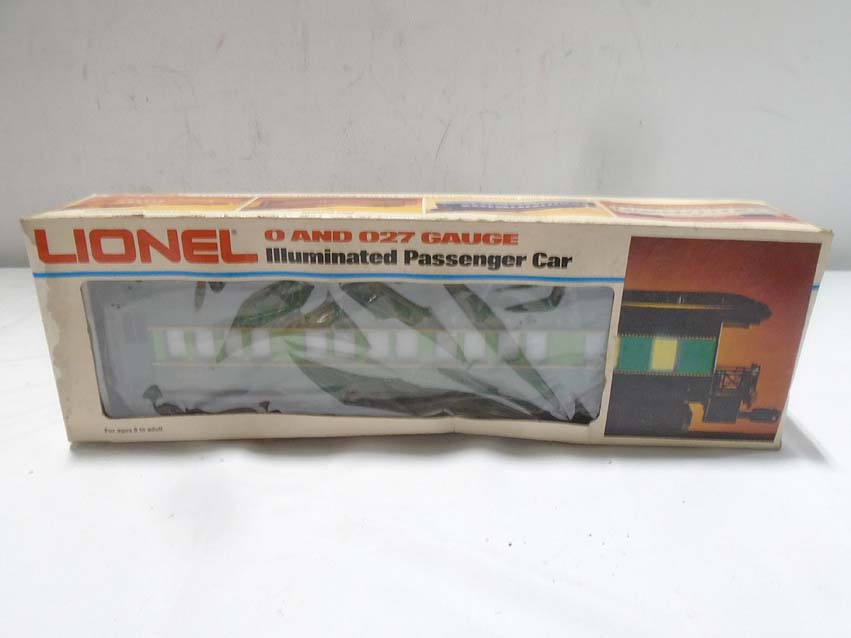 LIONEL
O AND O27 GAUGE
Illuminated Passenger Car
For ages 8 to adult